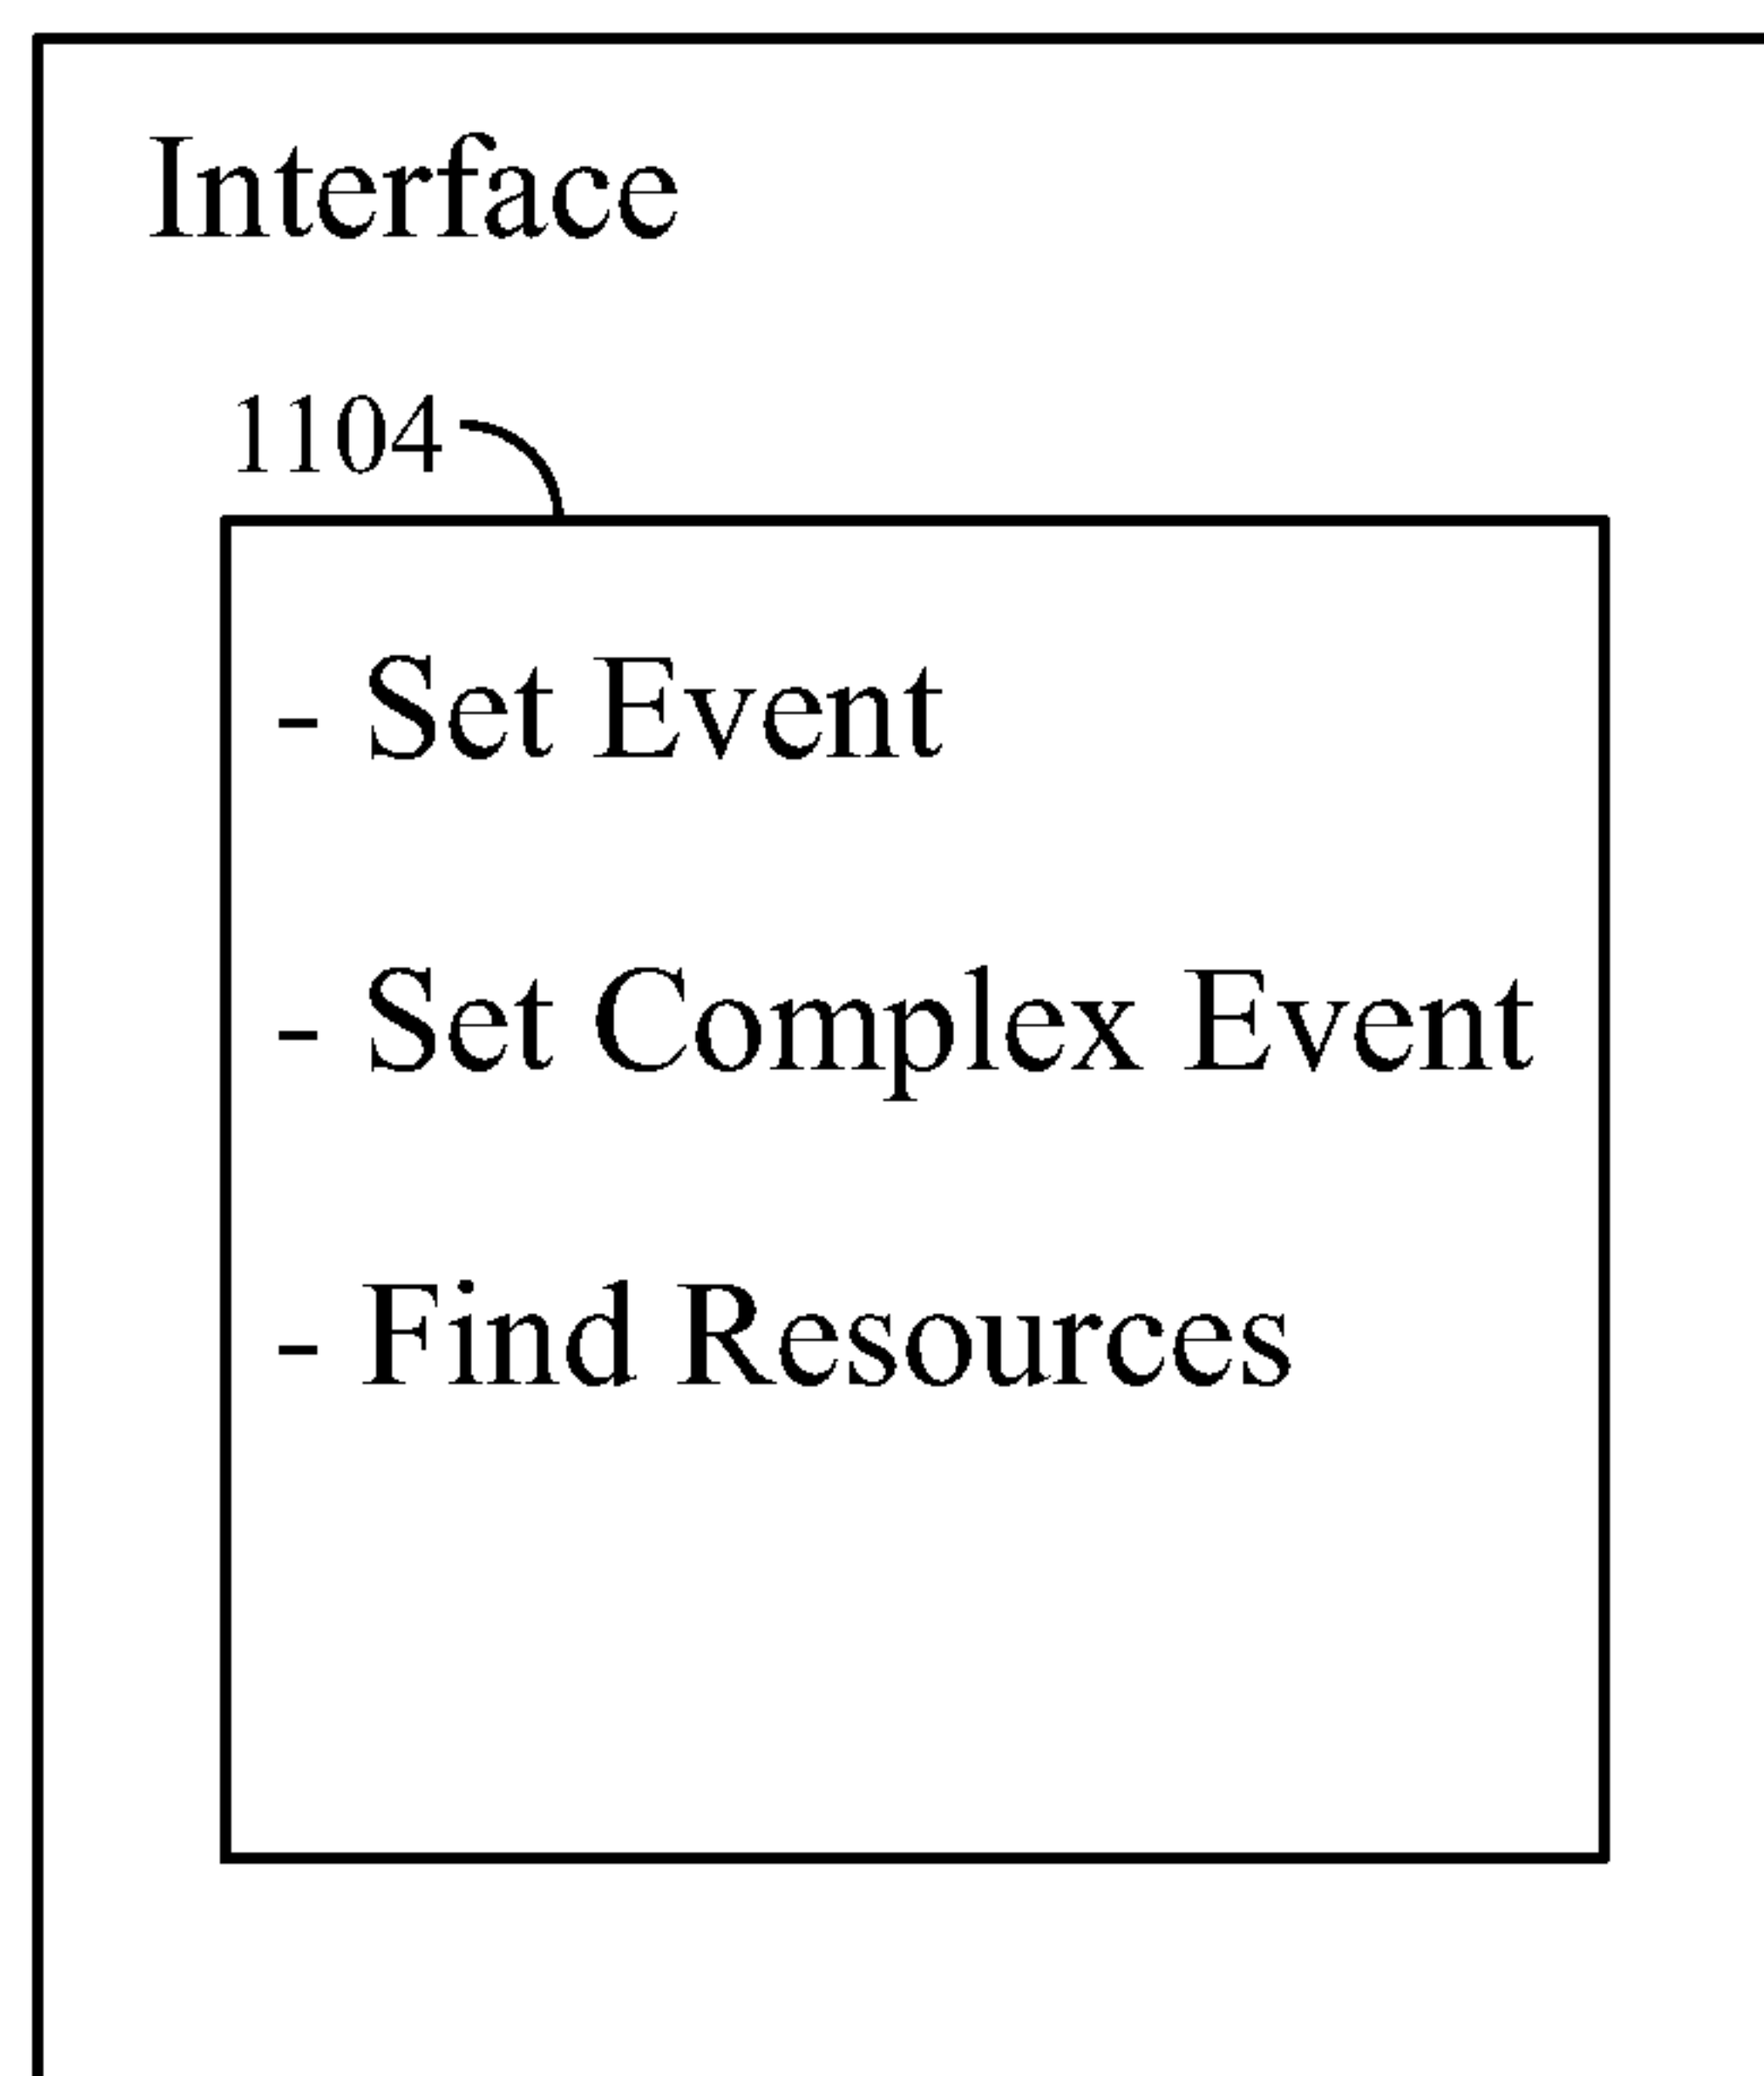 Interface
1104
- Set Event
- Set Complex Event
- Find Resources